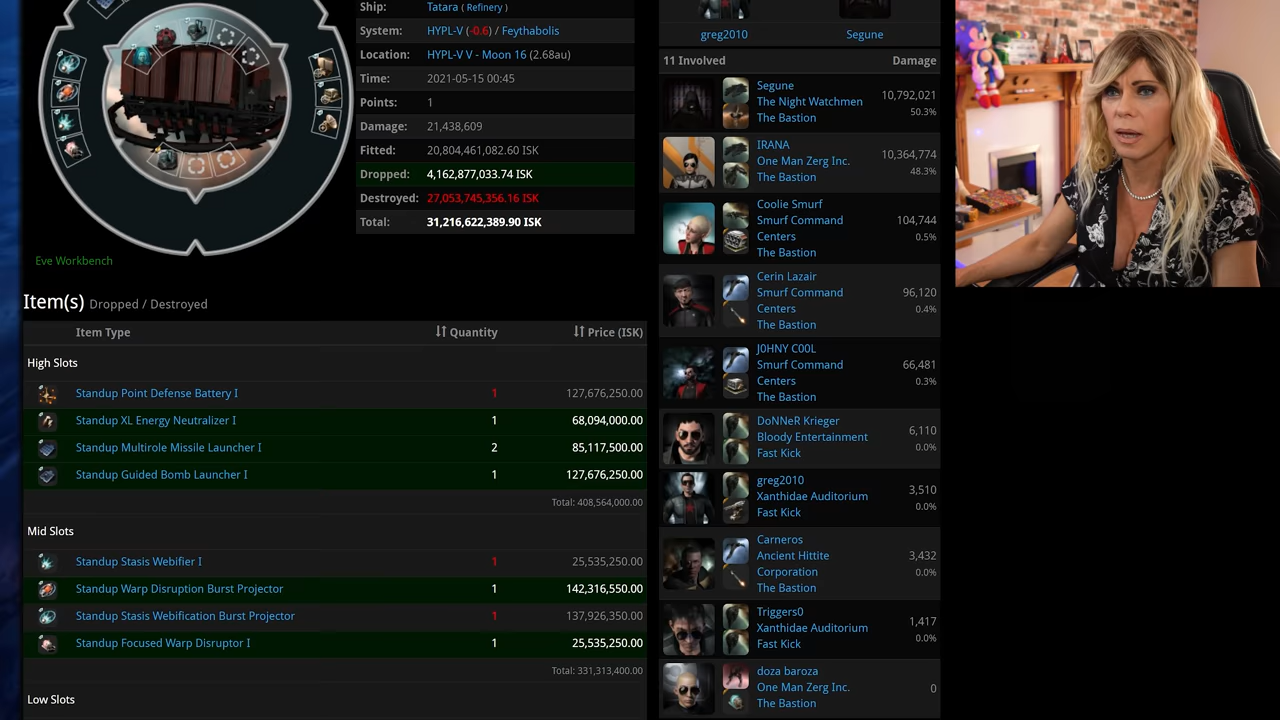 Ship: Tatara ( Refinery )
System: HYPL-V (-0.6) / Feythabolis
Location: HYPL-V V - Moon 16 (2.68au)
Time: 2021-05-15 00:45
Points: 1
Damage: 21,438,609
Fitted: 20,804,461,082.60 ISK
Dropped: 4,162,877,033.74 ISK
Destroyed: 27,053,745,356.16 ISK
Total: 31,216,622,389.90 ISK
Eve Workbench
Item(s) Dropped / Destroyed
Item Type Quantity Price (ISK)
High Slots
Standup Point Defense Battery I 1 127,676,250.00
Standup XL Energy Neutralizer I 1 68,094,000.00
Standup Multirole Missile Launcher I 2 85,117,500.00
Standup Guided Bomb Launcher I 1 127,676,250.00
Total: 408,564,000.00
Mid Slots
Standup Stasis Webifier I 1 25,535,250.00
Standup Warp Disruption Burst Projector 1 142,316,550.00
Standup Stasis Webification Burst Projector 1 137,926,350.00
Standup Focused Warp Disruptor I 1 25,535,250.00
Total: 331,313,400.00
Low Slots
greg2010 Segune
11 Involved Damage
Segune 10,792,021
The Night Watchmen 50.3%
The Bastion
IRANA 10,364,774
One Man Zerg Inc. 48.3%
The Bastion
Coolie Smurf
Smurf Command 104,744
Centers 0.5%
The Bastion
Cerin Lazair
Smurf Command 96,120
Centers 0.4%
The Bastion
J0HNY C00L
Smurf Command 66,481
Centers 0.3%
The Bastion
DoNNeR Krieger 6,110
Bloody Entertainment 0.0%
Fast Kick
greg2010 3,510
Xanthidae Auditorium 0.0%
Fast Kick
Carneros
Ancient Hittite 3,432
Corporation 0.0%
The Bastion
Triggers0 1,417
Xanthidae Auditorium 0.0%
Fast Kick
doza baroza
One Man Zerg Inc. 0
The Bastion